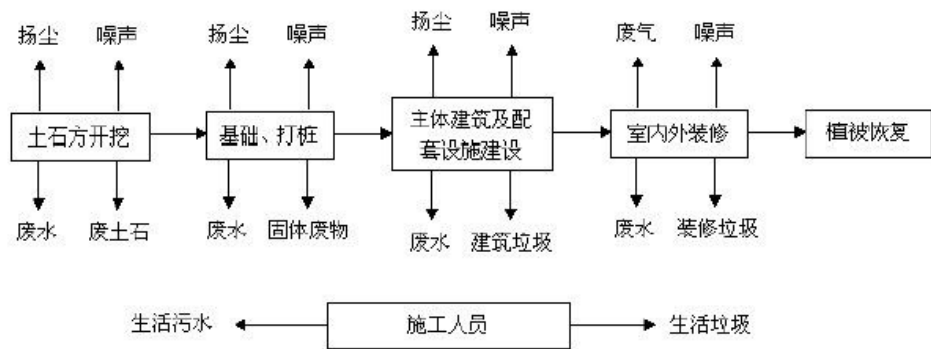 扬尘 噪声 扬尘 噪声 扬尘 噪声 废气 噪声
土石方开挖 基础、打桩 主体建筑及配套设施建设 室内外装修 植被恢复
废水 废土石 废水 固体废物 废水 建筑垃圾 废水 装修垃圾
生活污水 施工人员 生活垃圾